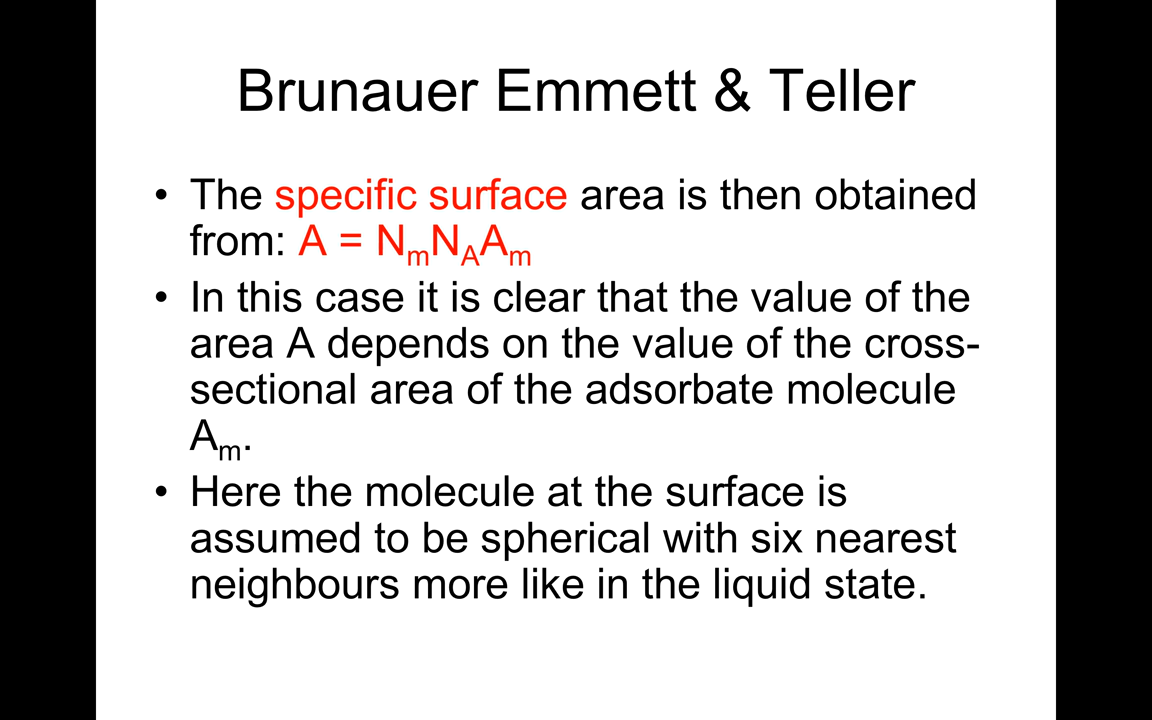 Brunauer Emmett & Teller
• The specific surface area is then obtained
from: A = NₘN_AAₘ
• In this case it is clear that the value of the
area A depends on the value of the cross-
sectional area of the adsorbate molecule
Aₘ.
• Here the molecule at the surface is
assumed to be spherical with six nearest
neighbours more like in the liquid state.